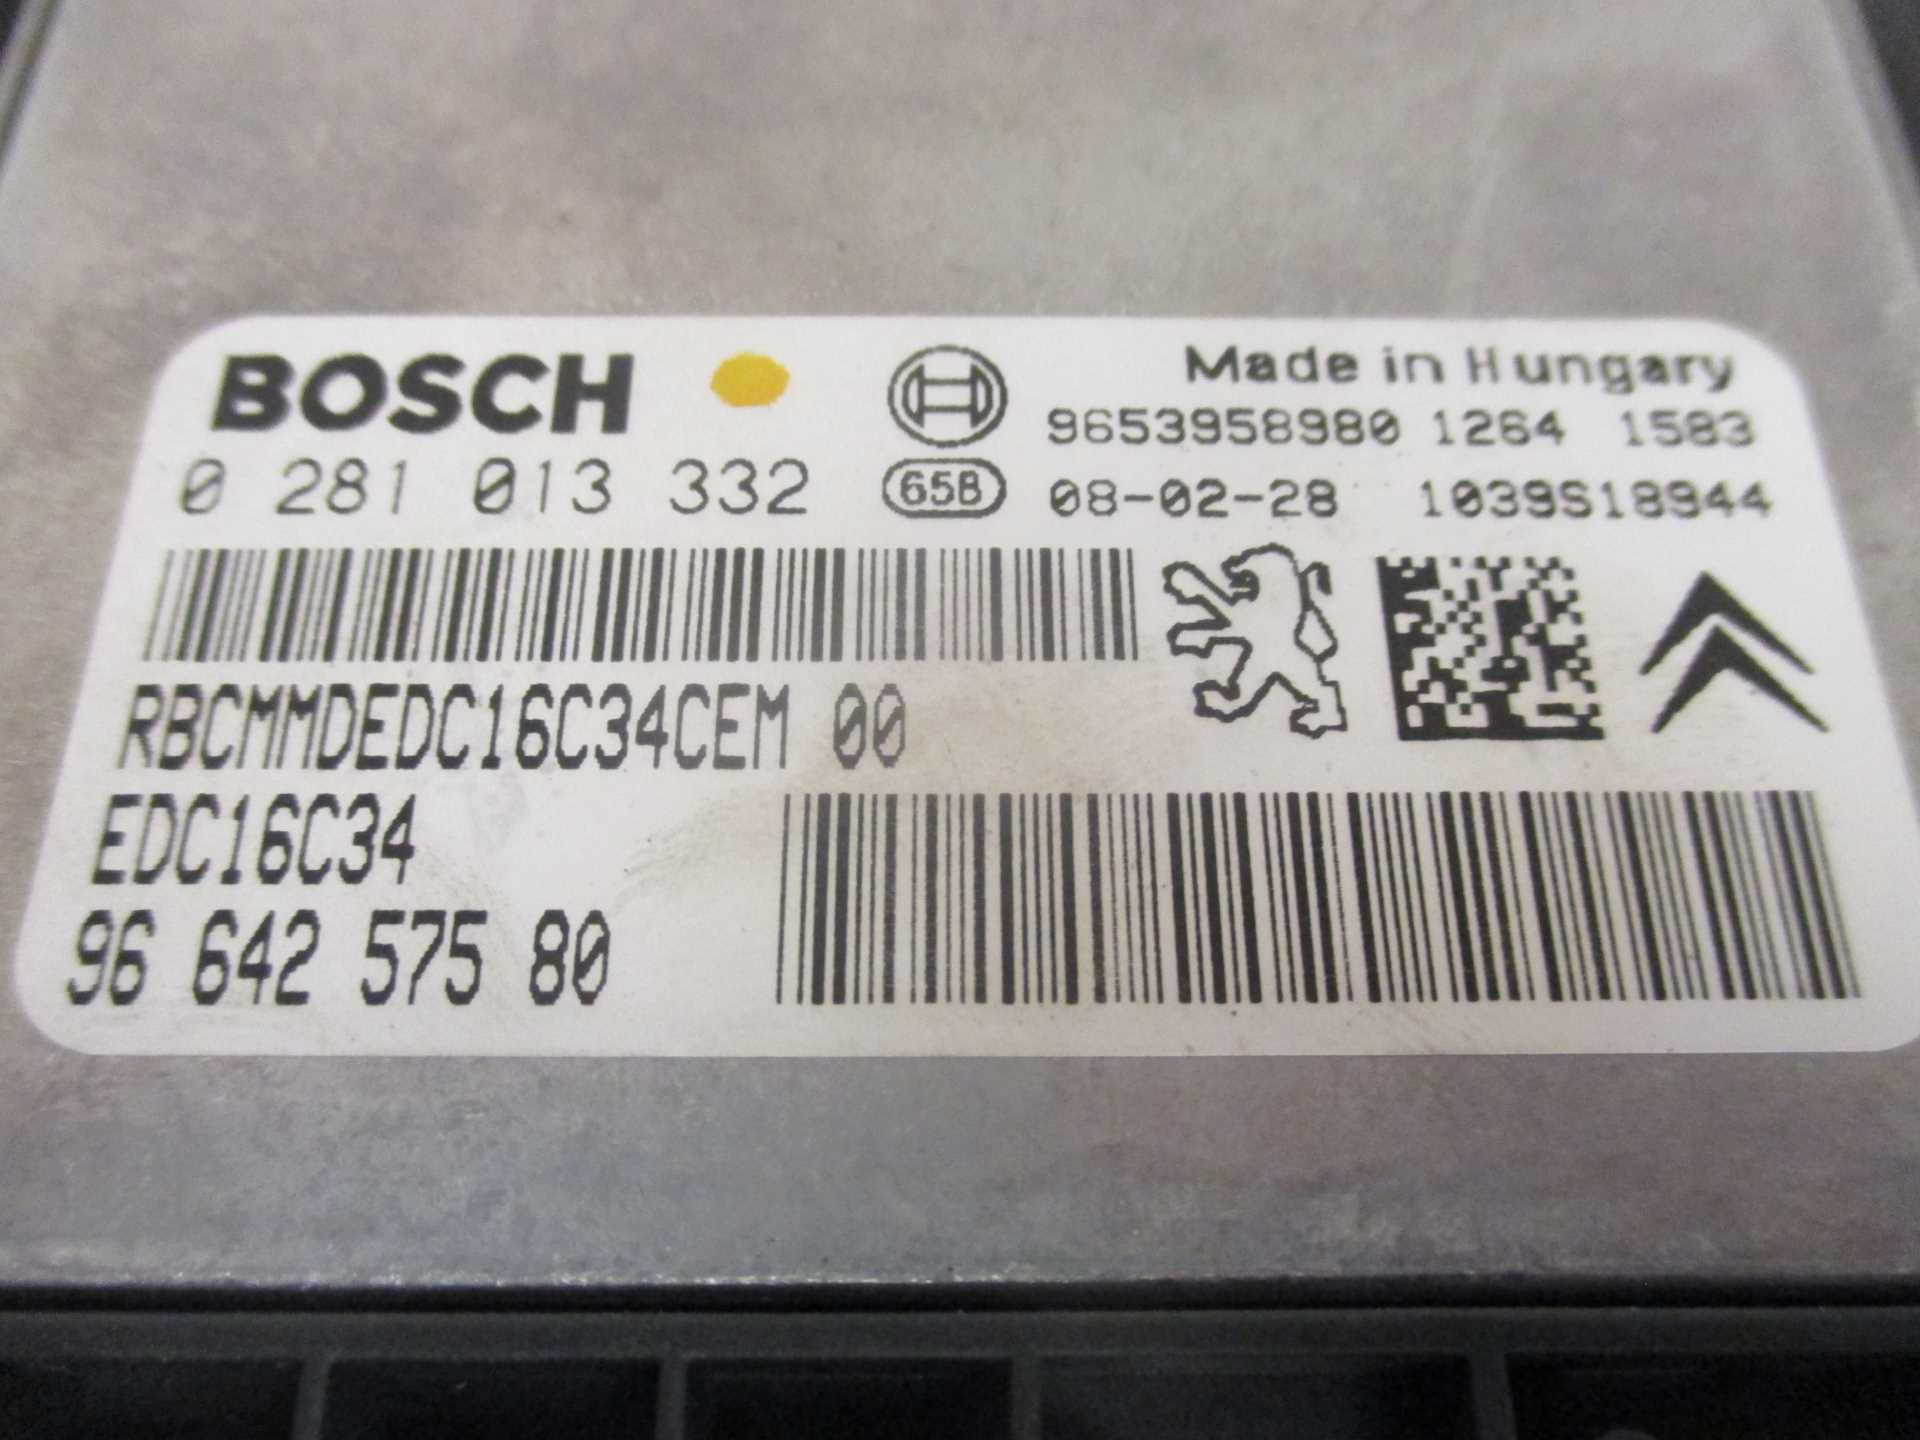 BOSCH
Made in Hungary
9653958980 1264 1583
0 281 013 332
65B
08-02-28 1039S18944
RBCMMDEDC16C34CEM 00
EDC16C34
96 642 575 80